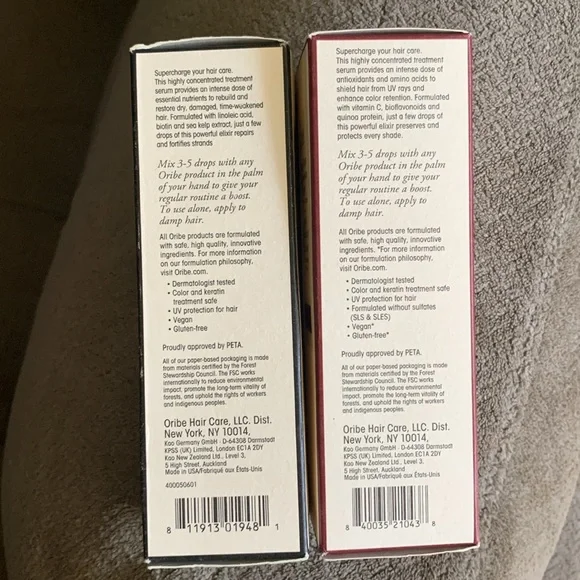 Supercharge your hair care.
This highly concentrated treatment
serum provides an intense dose of
essential nutrients to rebuild and
restore dry, damaged, time-weakened
hair. Formulated with linoleic acid,
biotin and sea kelp extract, just a few
drops of this powerful elixir repairs
and fortifies strands
Mix 3-5 drops with any
Oribe product in the palm
of your hand to give your
regular routine a boost.
To use alone, apply to
damp hair.
All Oribe products are formulated
with safe, high quality, innovative
ingredients. For more information
on our formulation philosophy,
visit Oribe.com.
• Dermatologist tested
• Color and keratin
treatment safe
• UV protection for hair
• Vegan
• Gluten-free
Proudly approved by PETA.
All of our paper-based packaging is made
from materials certified by the Forest
Stewardship Council. The FSC works
internationally to reduce environmental
impact, promote the long-term vitality of
forests, and uphold the rights of workers
and indigenous peoples.
Oribe Hair Care, LLC. Dist.
New York, NY 10014,
Kao Germany GmbH · D-64308 Darmstadt
KPSS (UK) Limited, London EC1A 2DY
Kao New Zealand Ltd., Level 3,
5 High Street, Auckland
Made in USA/Fabriqué aux États-Unis
400050601
8 11913 01948 1
Supercharge your hair care.
This highly concentrated treatment
serum provides an intense dose of
antioxidants and amino acids to
shield hair from UV rays and
enhance color retention. Formulated
with vitamin C, bioflavonoids and
quinoa protein, just a few drops of
this powerful elixir preserves and
protects every shade.
Mix 3-5 drops with any
Oribe product in the palm
of your hand to give your
regular routine a boost.
To use alone, apply to
damp hair.
All Oribe products are formulated
with safe, high quality, innovative
ingredients. *For more information
on our formulation philosophy,
visit Oribe.com.
• Dermatologist tested
• Color and keratin treatment safe
• UV protection for hair
• Formulated without sulfates
(SLS & SLES)
• Vegan*
• Gluten-free*
Proudly approved by PETA.
All of our paper-based packaging is made
from materials certified by the Forest
Stewardship Council. The FSC works
internationally to reduce environmental
impact, promote the long-term vitality of
forests, and uphold the rights of workers
and indigenous peoples.
Oribe Hair Care, LLC. Dist.
New York, NY 10014,
Kao Germany GmbH · D-64308 Darmstadt
KPSS (UK) Limited, London EC1A 2DY
Kao New Zealand Ltd., Level 3,
5 High Street, Auckland
Made in USA/Fabriqué aux États-Unis
8 40035 21043 8